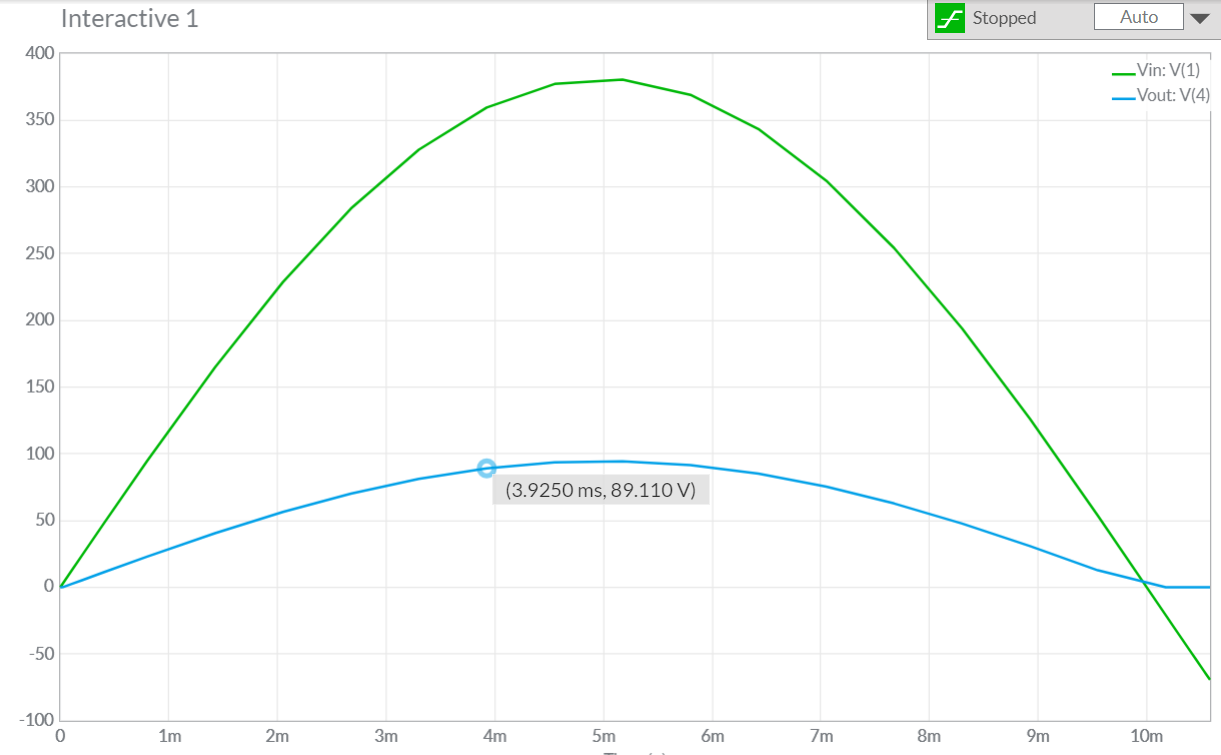 Interactive 1
Stopped
Auto
400
350
300
250
200
150
100
50
0
-50
-100
Vin: V(1)
Vout: V(4)
(3.9250 ms, 89.110 V)
0 1m 2m 3m 4m 5m 6m 7m 8m 9m 10m